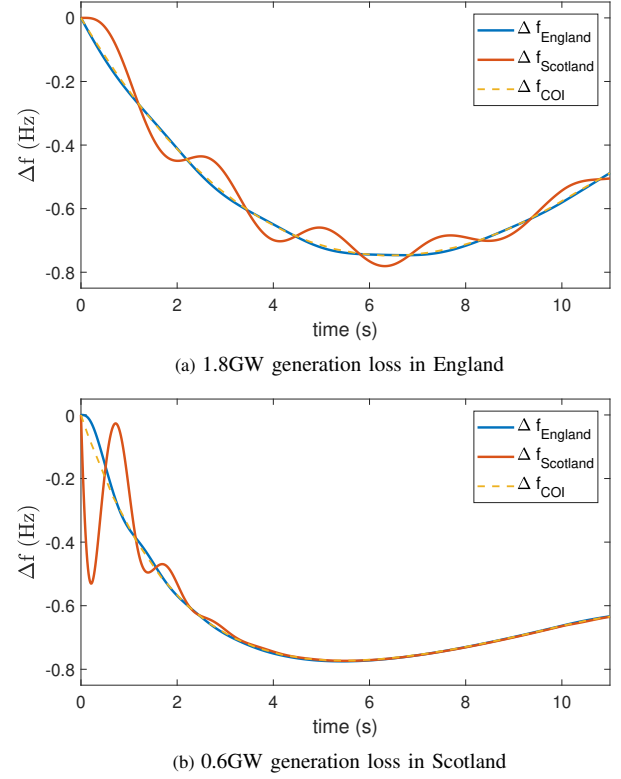 0
-0.2
-0.4
-0.6
-0.8
Δf (Hz)
Δ f_England
Δ f_Scotland
Δ f_COI
0 2 4 6 8 10
time (s)
(a) 1.8GW generation loss in England
0
-0.2
-0.4
-0.6
-0.8
Δf (Hz)
Δ f_England
Δ f_Scotland
Δ f_COI
0 2 4 6 8 10
time (s)
(b) 0.6GW generation loss in Scotland